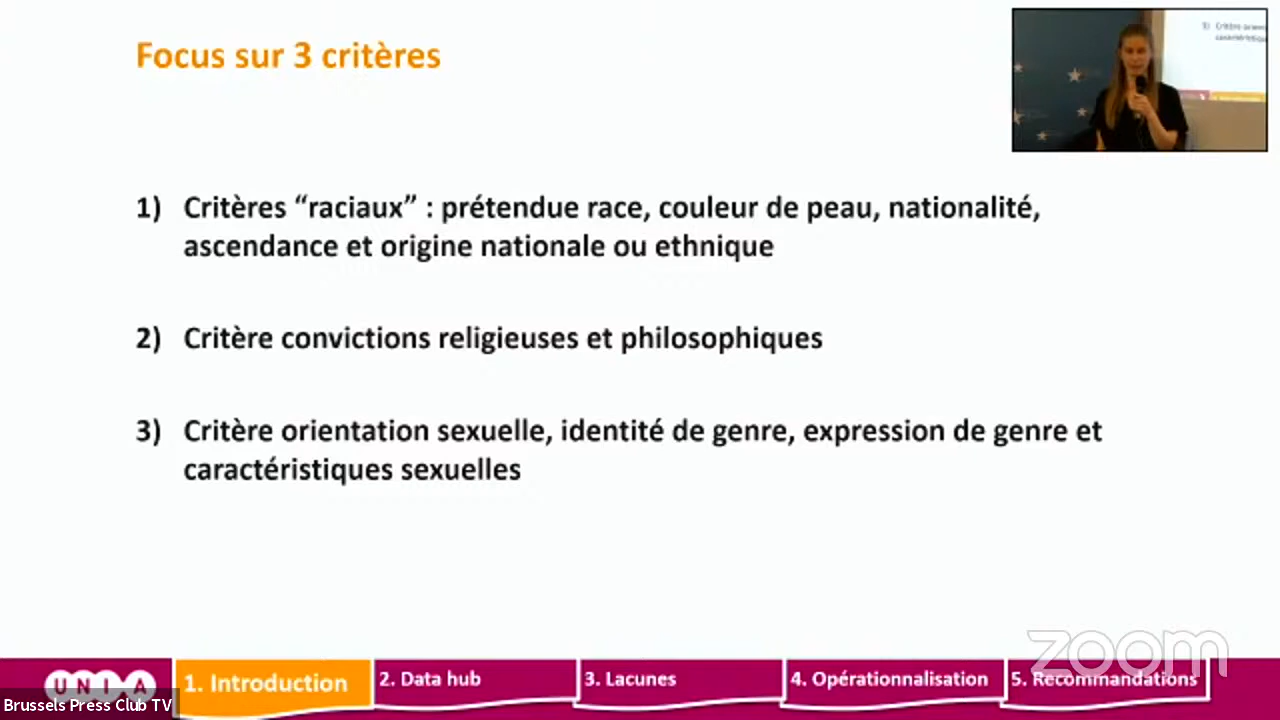 Focus sur 3 critères
1) Critères “raciaux” : prétendue race, couleur de peau, nationalité,
ascendance et origine nationale ou ethnique
2) Critère convictions religieuses et philosophiques
3) Critère orientation sexuelle, identité de genre, expression de genre et
caractéristiques sexuelles
zoom
UNIA
1. Introduction
2. Data hub
3. Lacunes
4. Opérationnalisation
5. Recommandations
Brussels Press Club TV